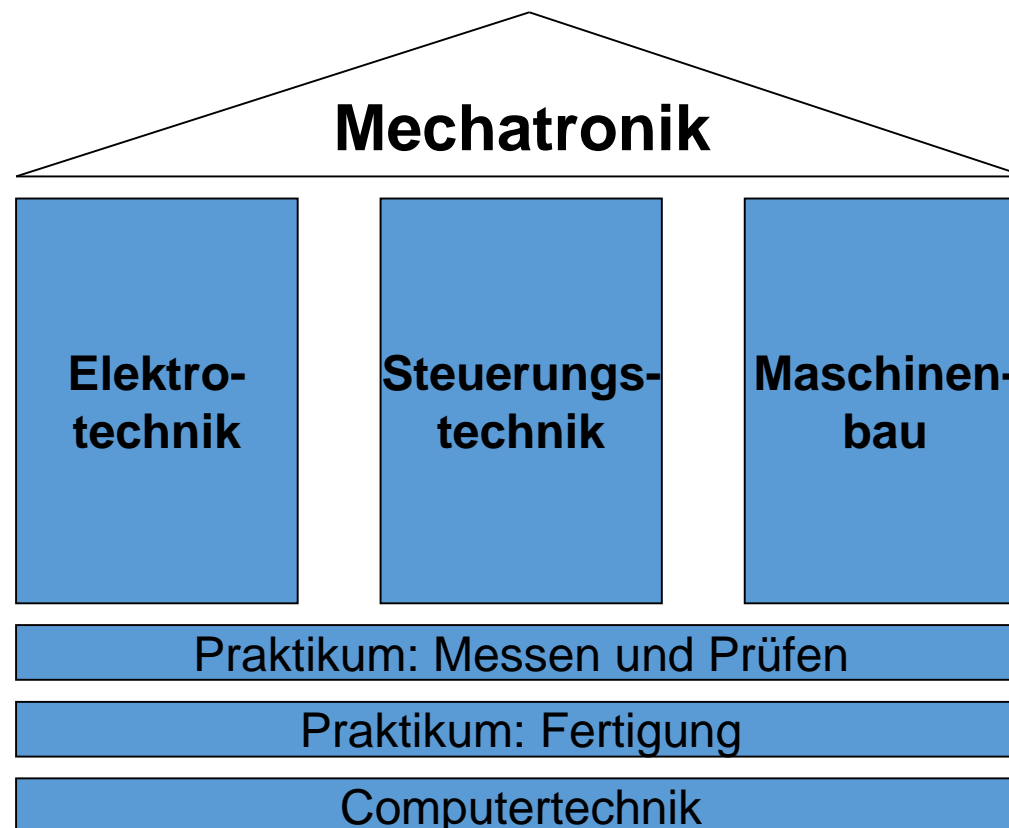 Mechatronik
Elektro-
technik
Steuerungs-
technik
Maschinen-
bau
Praktikum: Messen und Prüfen
Praktikum: Fertigung
Computertechnik